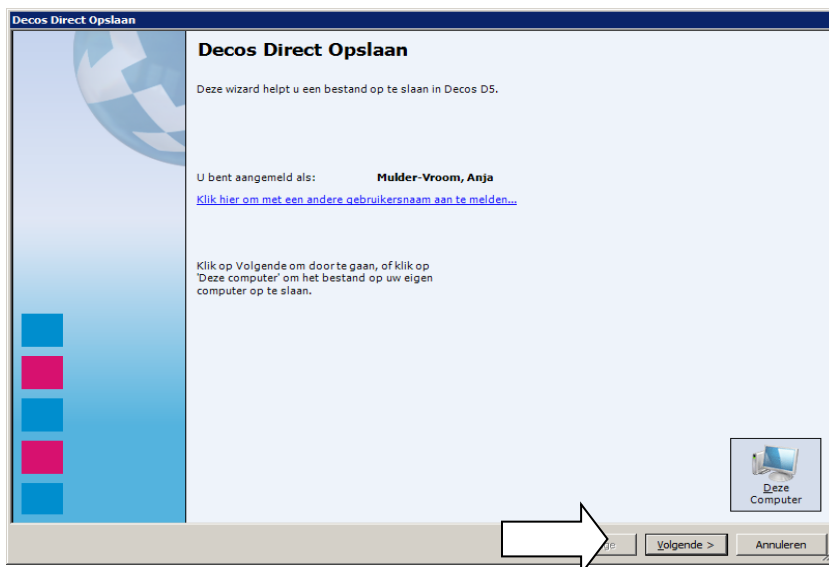 Decos Direct Opslaan
Decos Direct Opslaan
Deze wizard helpt u een bestand op te slaan in Decos D5.
U bent aangemeld als: Mulder-Vroom, Anja
Klik hier om met een andere gebruikersnaam aan te melden...
Klik op Volgende om door te gaan, of klik op
'Deze computer' om het bestand op uw eigen
computer op te slaan.
Deze
Computer
Volgende > Annuleren